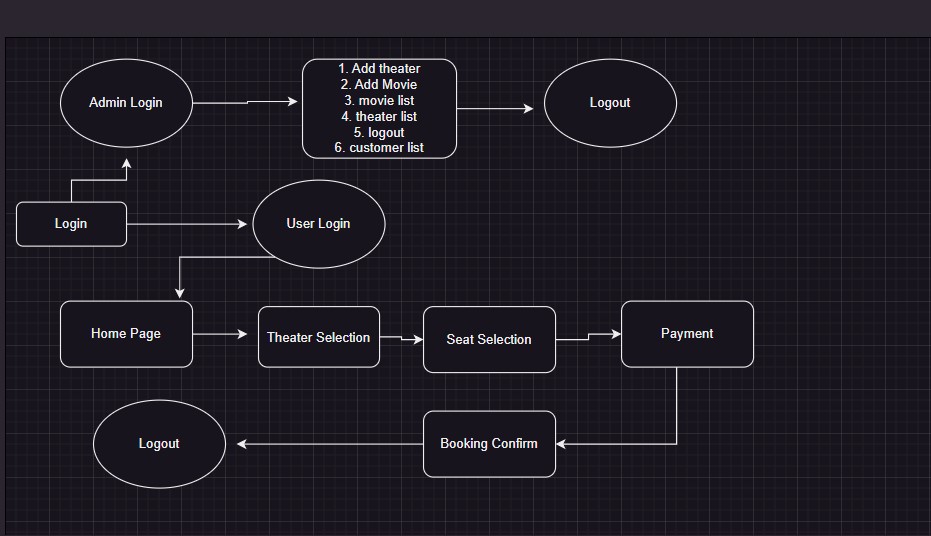 Admin Login
1. Add theater
2. Add Movie
3. movie list
4. theater list
5. logout
6. customer list
Logout
Login
User Login
Home Page
Theater Selection
Seat Selection
Payment
Logout
Booking Confirm